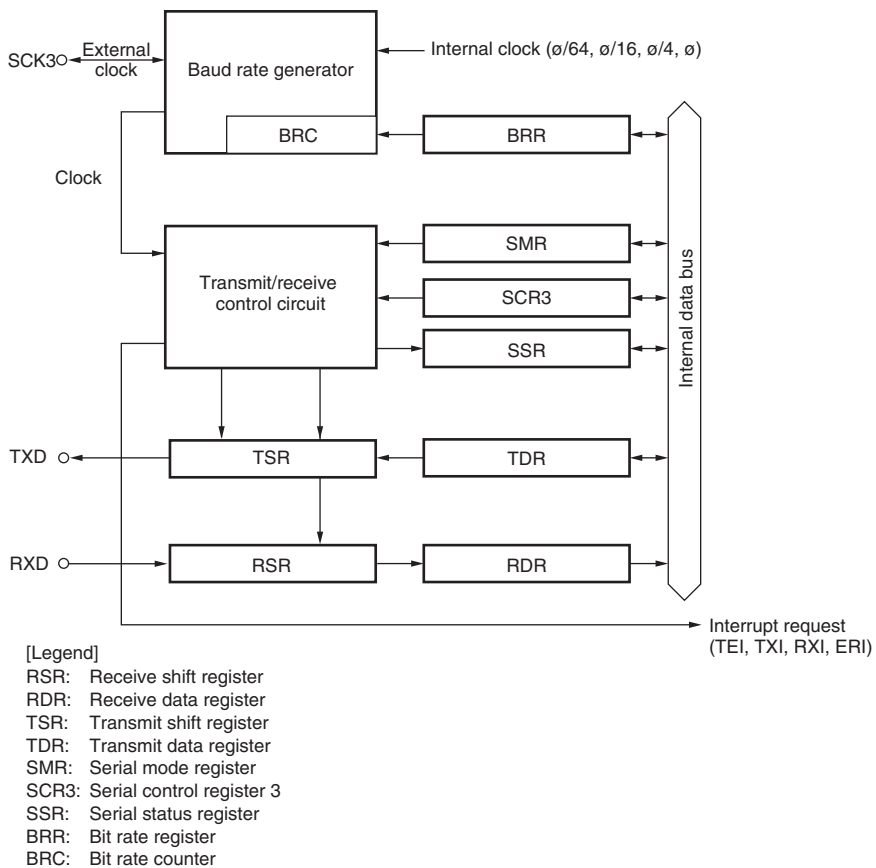 SCK3
External
clock
Baud rate generator
Internal clock (ø/64, ø/16, ø/4, ø)
BRC
BRR
Clock
Transmit/receive
control circuit
SMR
SCR3
SSR
Internal data bus
TXD
TSR
TDR
RXD
RSR
RDR
Interrupt request
(TEI, TXI, RXI, ERI)
[Legend]
RSR: Receive shift register
RDR: Receive data register
TSR: Transmit shift register
TDR: Transmit data register
SMR: Serial mode register
SCR3: Serial control register 3
SSR: Serial status register
BRR: Bit rate register
BRC: Bit rate counter